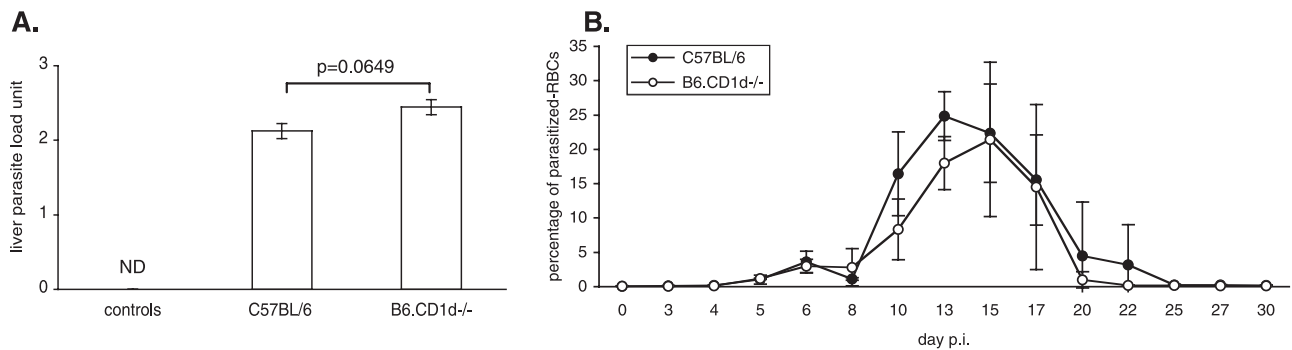 A.
liver parasite load unit
3
2
1
0
p=0.0649
ND
controls C57BL/6 B6.CD1d-/-
B.
percentage of parasitized-RBCs
35
30
25
20
15
10
5
0
C57BL/6
B6.CD1d-/-
0 3 4 5 6 8 10 13 15 17 20 22 25 27 30
day p.i.